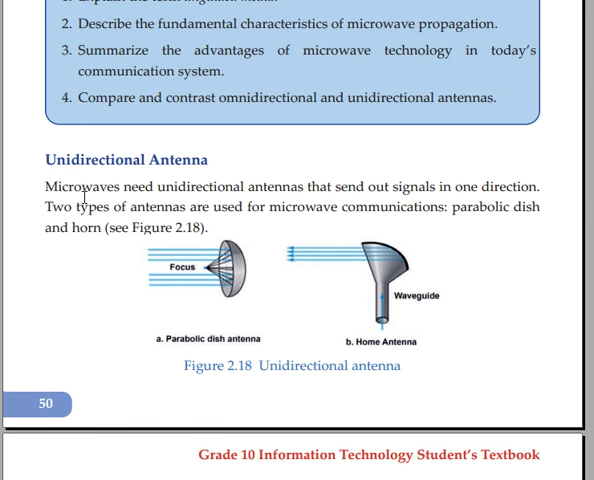 2. Describe the fundamental characteristics of microwave propagation.
3. Summarize the advantages of microwave technology in today's
communication system.
4. Compare and contrast omnidirectional and unidirectional antennas.
Unidirectional Antenna
Microwaves need unidirectional antennas that send out signals in one direction.
Two types of antennas are used for microwave communications: parabolic dish
and horn (see Figure 2.18).
Focus
Waveguide
a. Parabolic dish antenna
b. Home Antenna
Figure 2.18 Unidirectional antenna
50
Grade 10 Information Technology Student's Textbook